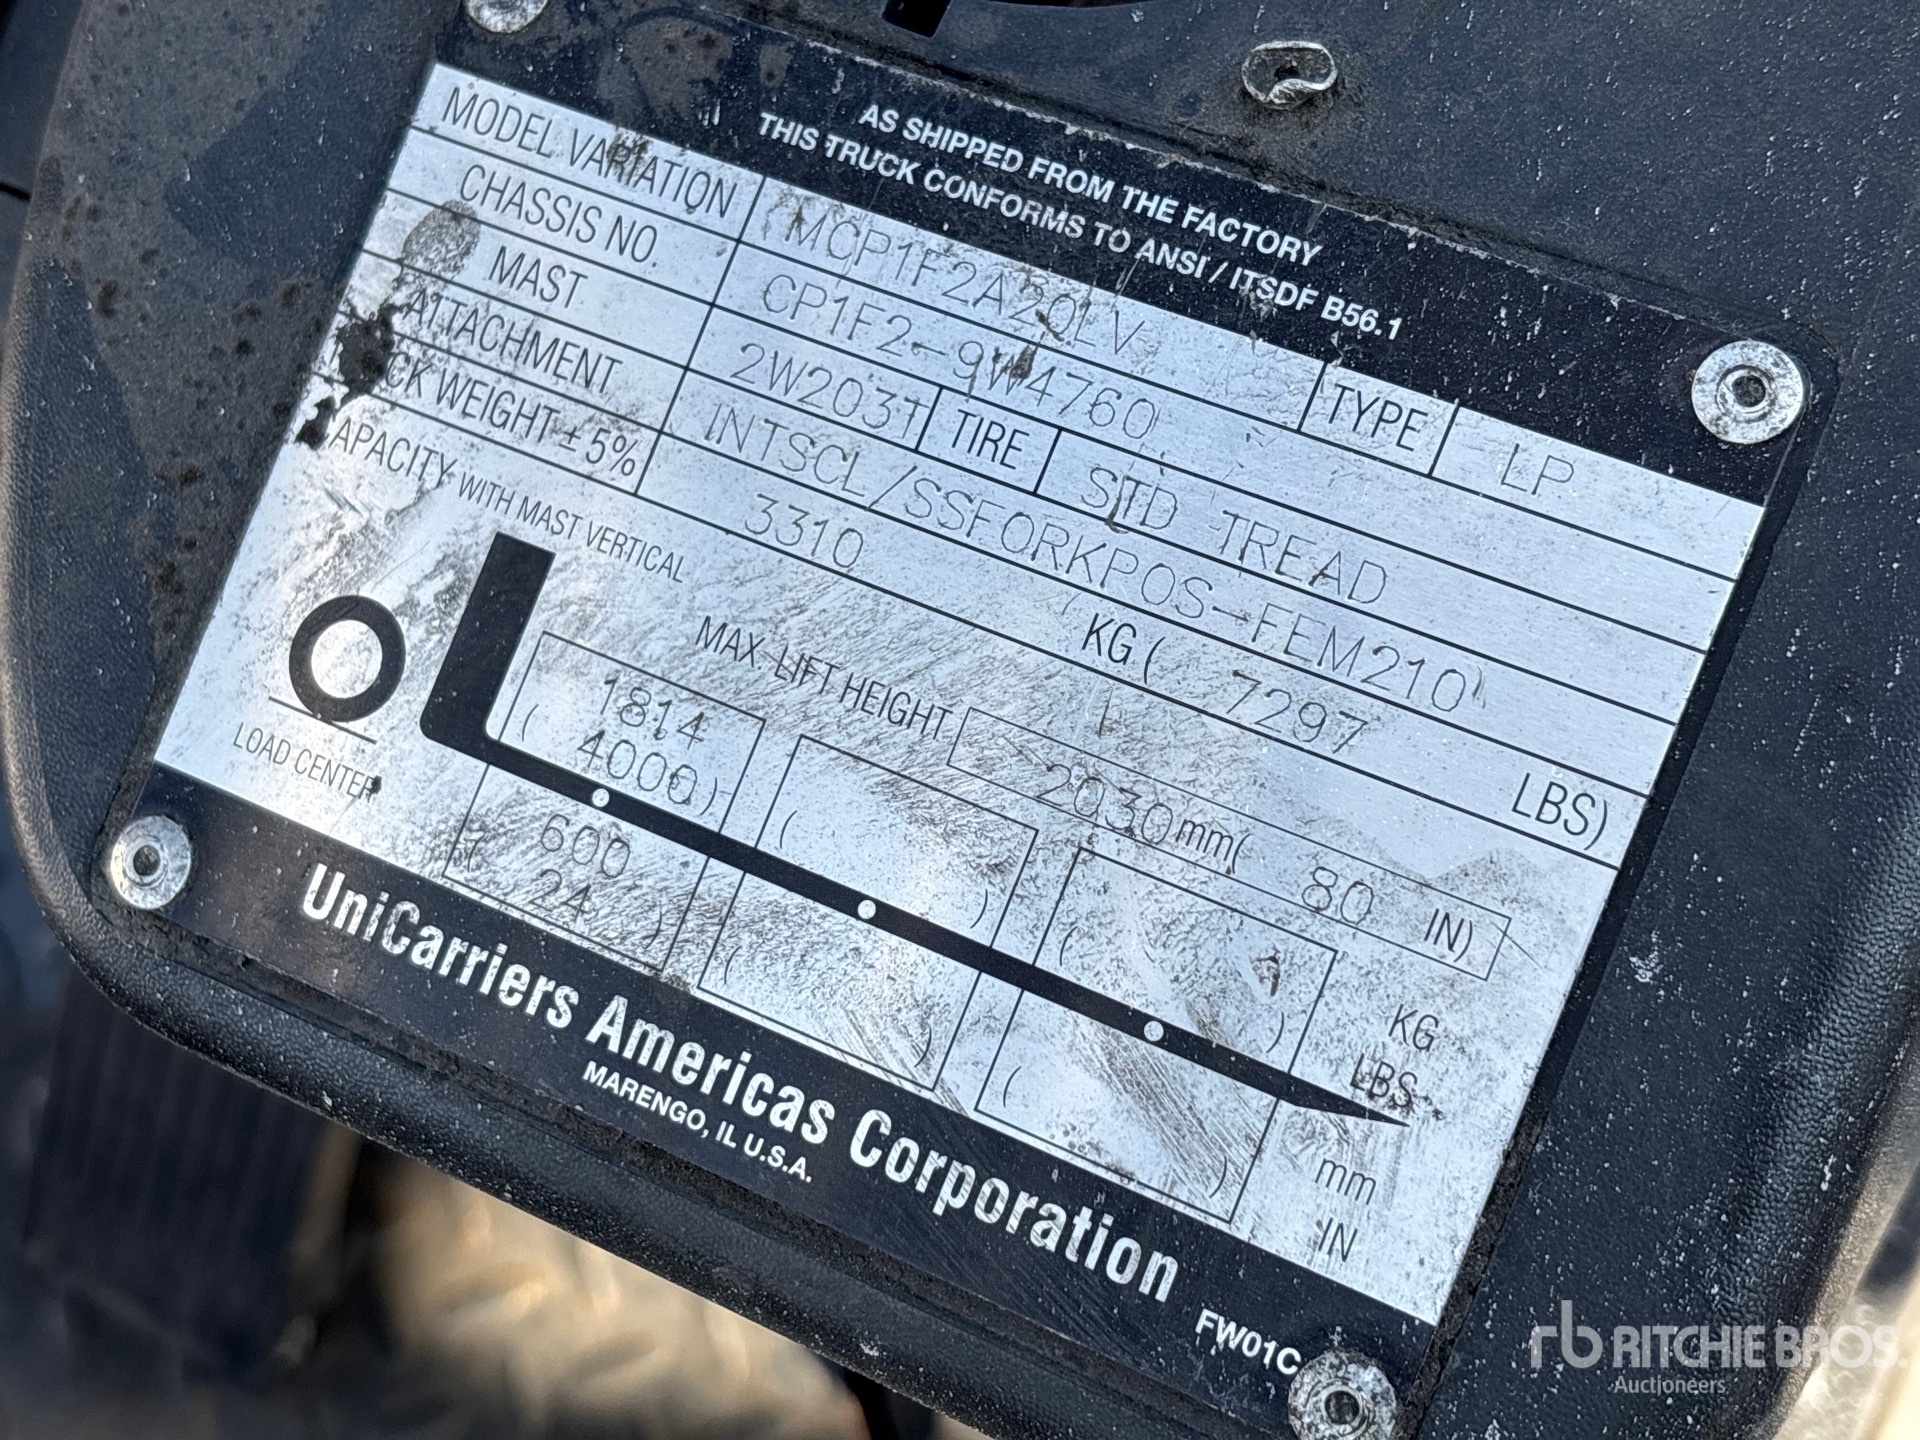 AS SHIPPED FROM THE FACTORY
THIS TRUCK CONFORMS TO ANSI / ITSDF B56.1
MODEL VARIATION MCP1F2A20LV TYPE LP
CHASSIS NO. CP1F2-9W4760
MAST 2W203T TIRE STD TREAD
ATTACHMENT INTSCL/SSFORKPOS-FEM210
TRUCK WEIGHT ± 5% 3310 KG ( 7297 LBS)
CAPACITY WITH MAST VERTICAL
MAX. LIFT HEIGHT 2030 mm( 80 IN)
1814 ( ) ( ) KG
( 4000 ) LBS
LOAD CENTER
600 ( ) ( ) mm
( 24 ) IN
UniCarriers Americas Corporation
MARENGO, IL U.S.A.
FW01C
rb RITCHIE BROS.
Auctioneers